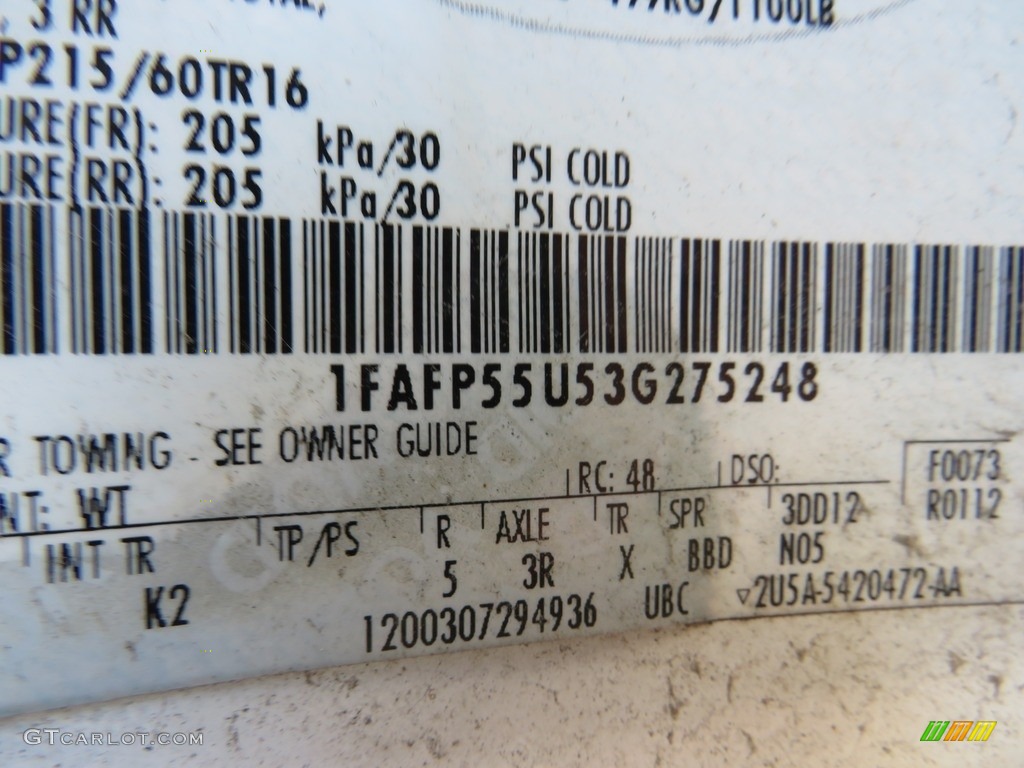 3 RR
P215/60TR16
URE(FR): 205 kPa/30 PSI COLD
URE(RR): 205 kPa/30 PSI COLD
1FAFP55U53G275248
R TOWING - SEE OWNER GUIDE
NT: WT RC: 48 DSO: F0073
R0112
INT TR TP/PS R AXLE TR SPR 3DD12
K2 5 3R X BBD N05
1200307294936 UBC ▿2U5A-5420472-AA
GTcarlot.com